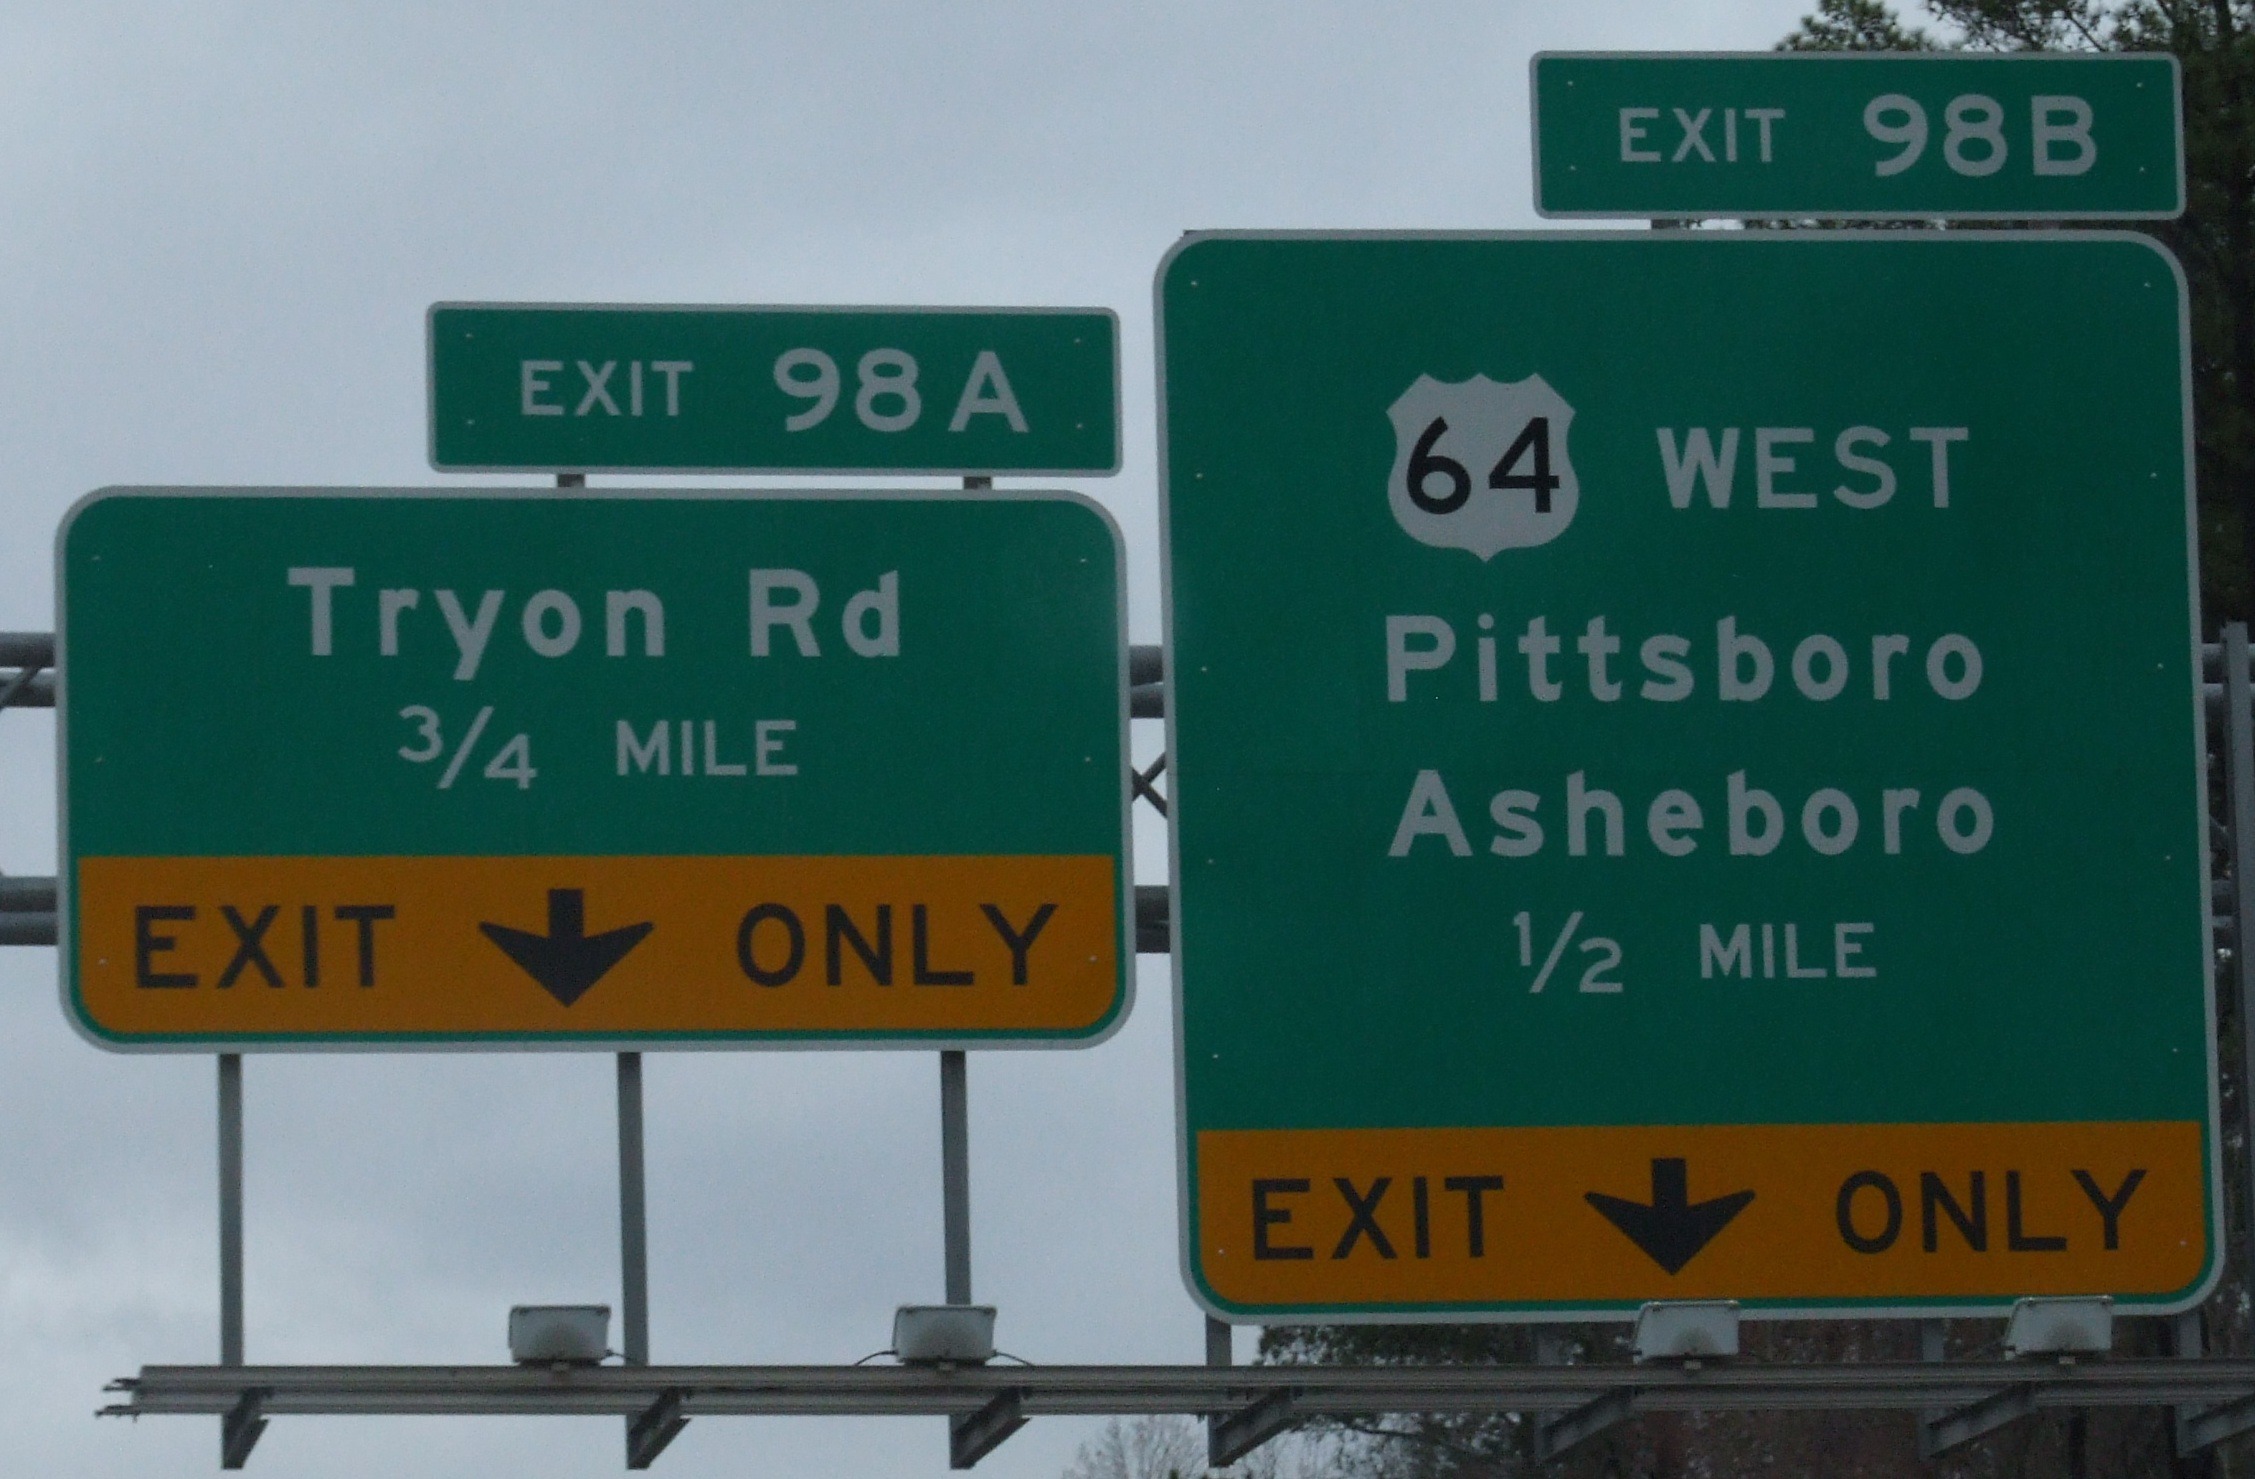 EXIT 98A
Tryon Rd
3/4 MILE
EXIT ONLY
EXIT 98B
64 WEST
Pittsboro
Asheboro
1/2 MILE
EXIT ONLY